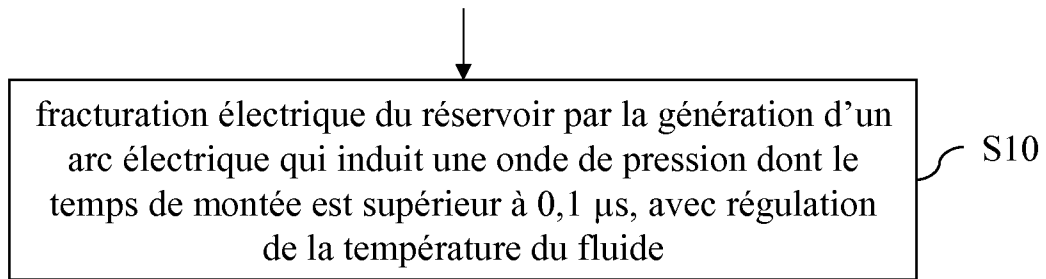 fracturation électrique du réservoir par la génération d’un
arc électrique qui induit une onde de pression dont le
temps de montée est supérieur à 0,1 µs, avec régulation
de la température du fluide
S10